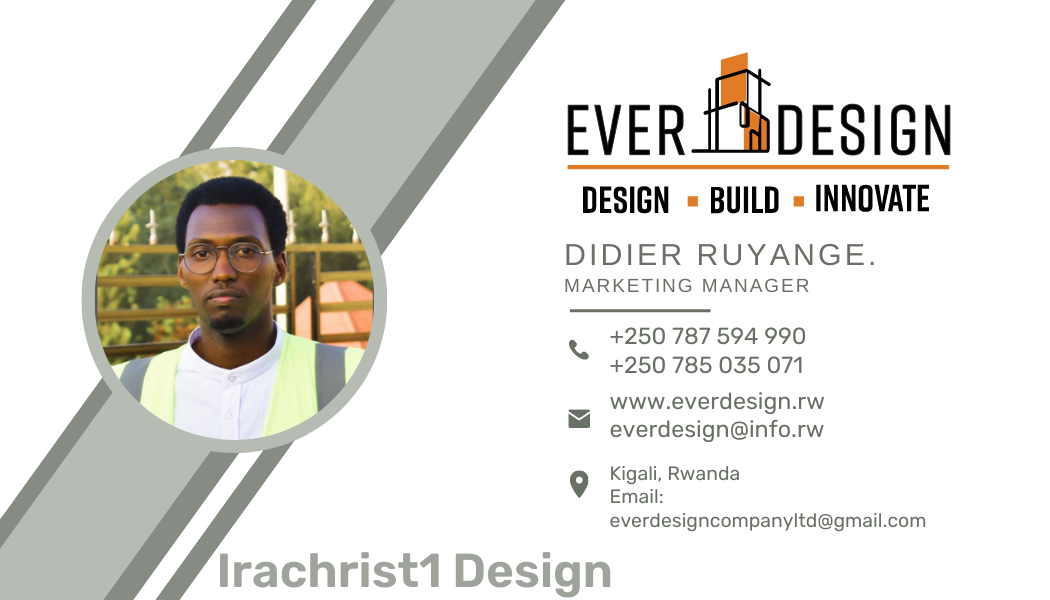 EVER DESIGN
DESIGN ▪ BUILD ▪ INNOVATE
DIDIER RUYANGE.
MARKETING MANAGER
+250 787 594 990
+250 785 035 071
www.everdesign.rw
everdesign@info.rw
Kigali, Rwanda
Email:
everdesigncompanyltd@gmail.com
Irachrist1 Design